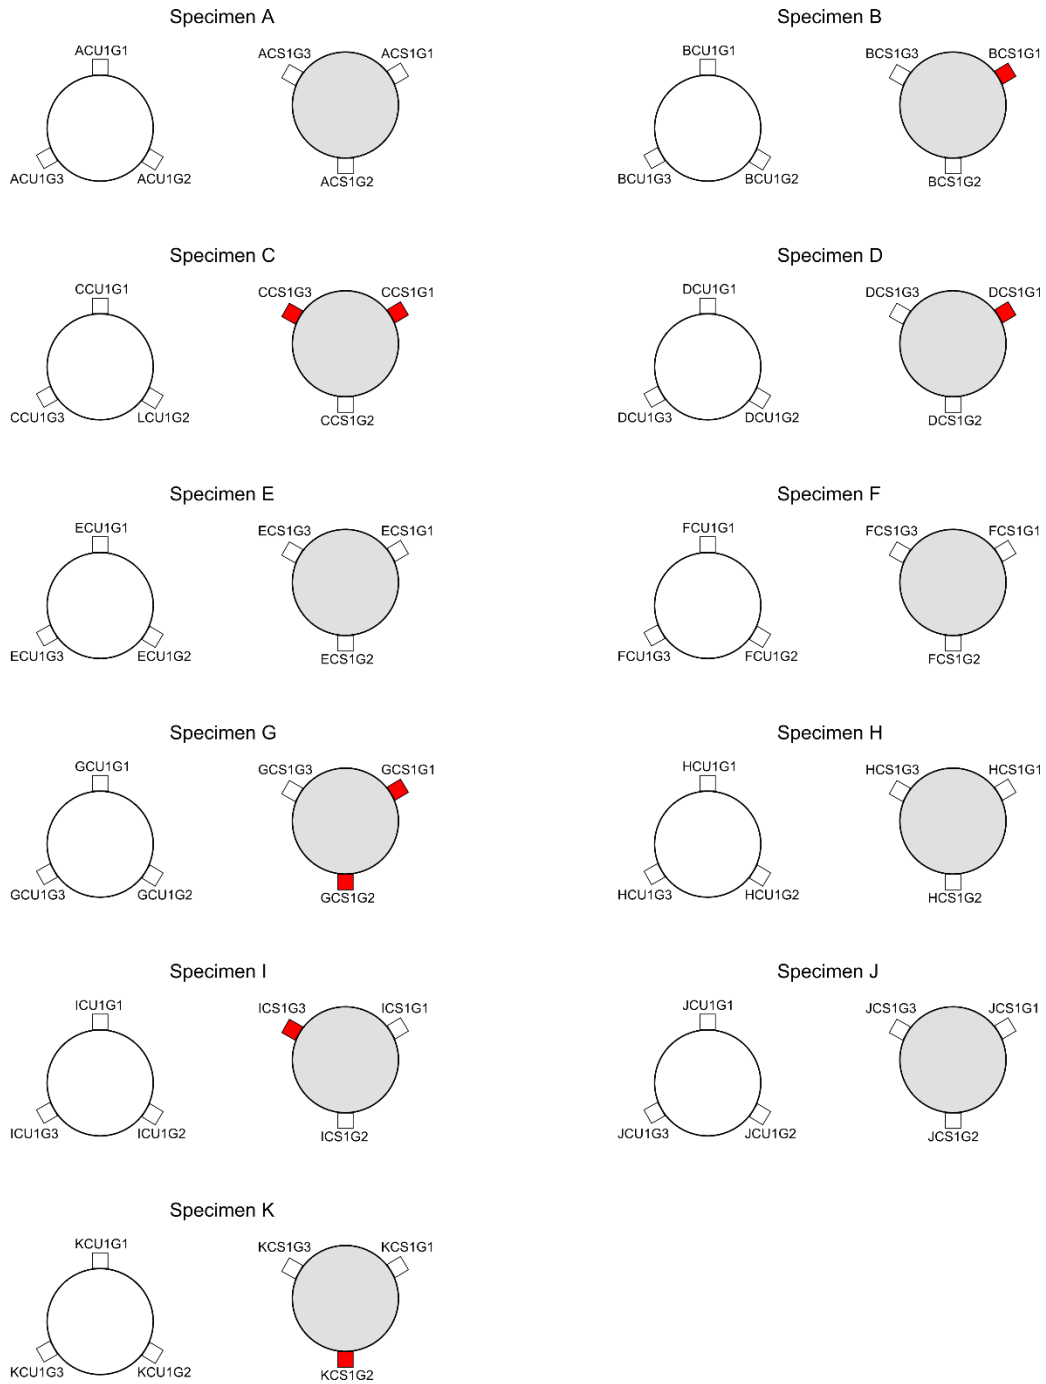 Specimen A
Specimen B
ACU1G1
ACS1G3
ACS1G1
BCU1G1
BCS1G3
BCS1G1
ACU1G3
ACU1G2
ACS1G2
BCU1G3
BCU1G2
BCS1G2
Specimen C
Specimen D
CCU1G1
CCS1G3
CCS1G1
DCU1G1
DCS1G3
DCS1G1
CCU1G3
LCU1G2
CCS1G2
DCU1G3
DCU1G2
DCS1G2
Specimen E
Specimen F
ECU1G1
ECS1G3
ECS1G1
FCU1G1
FCS1G3
FCS1G1
ECU1G3
ECU1G2
ECS1G2
FCU1G3
FCU1G2
FCS1G2
Specimen G
Specimen H
GCU1G1
GCS1G3
GCS1G1
HCU1G1
HCS1G3
HCS1G1
GCU1G3
GCU1G2
GCS1G2
HCU1G3
HCU1G2
HCS1G2
Specimen I
Specimen J
ICU1G1
ICS1G3
ICS1G1
JCU1G1
JCS1G3
JCS1G1
ICU1G3
ICU1G2
ICS1G2
JCU1G3
JCU1G2
JCS1G2
Specimen K
KCU1G1
KCS1G3
KCS1G1
KCU1G3
KCU1G2
KCS1G2